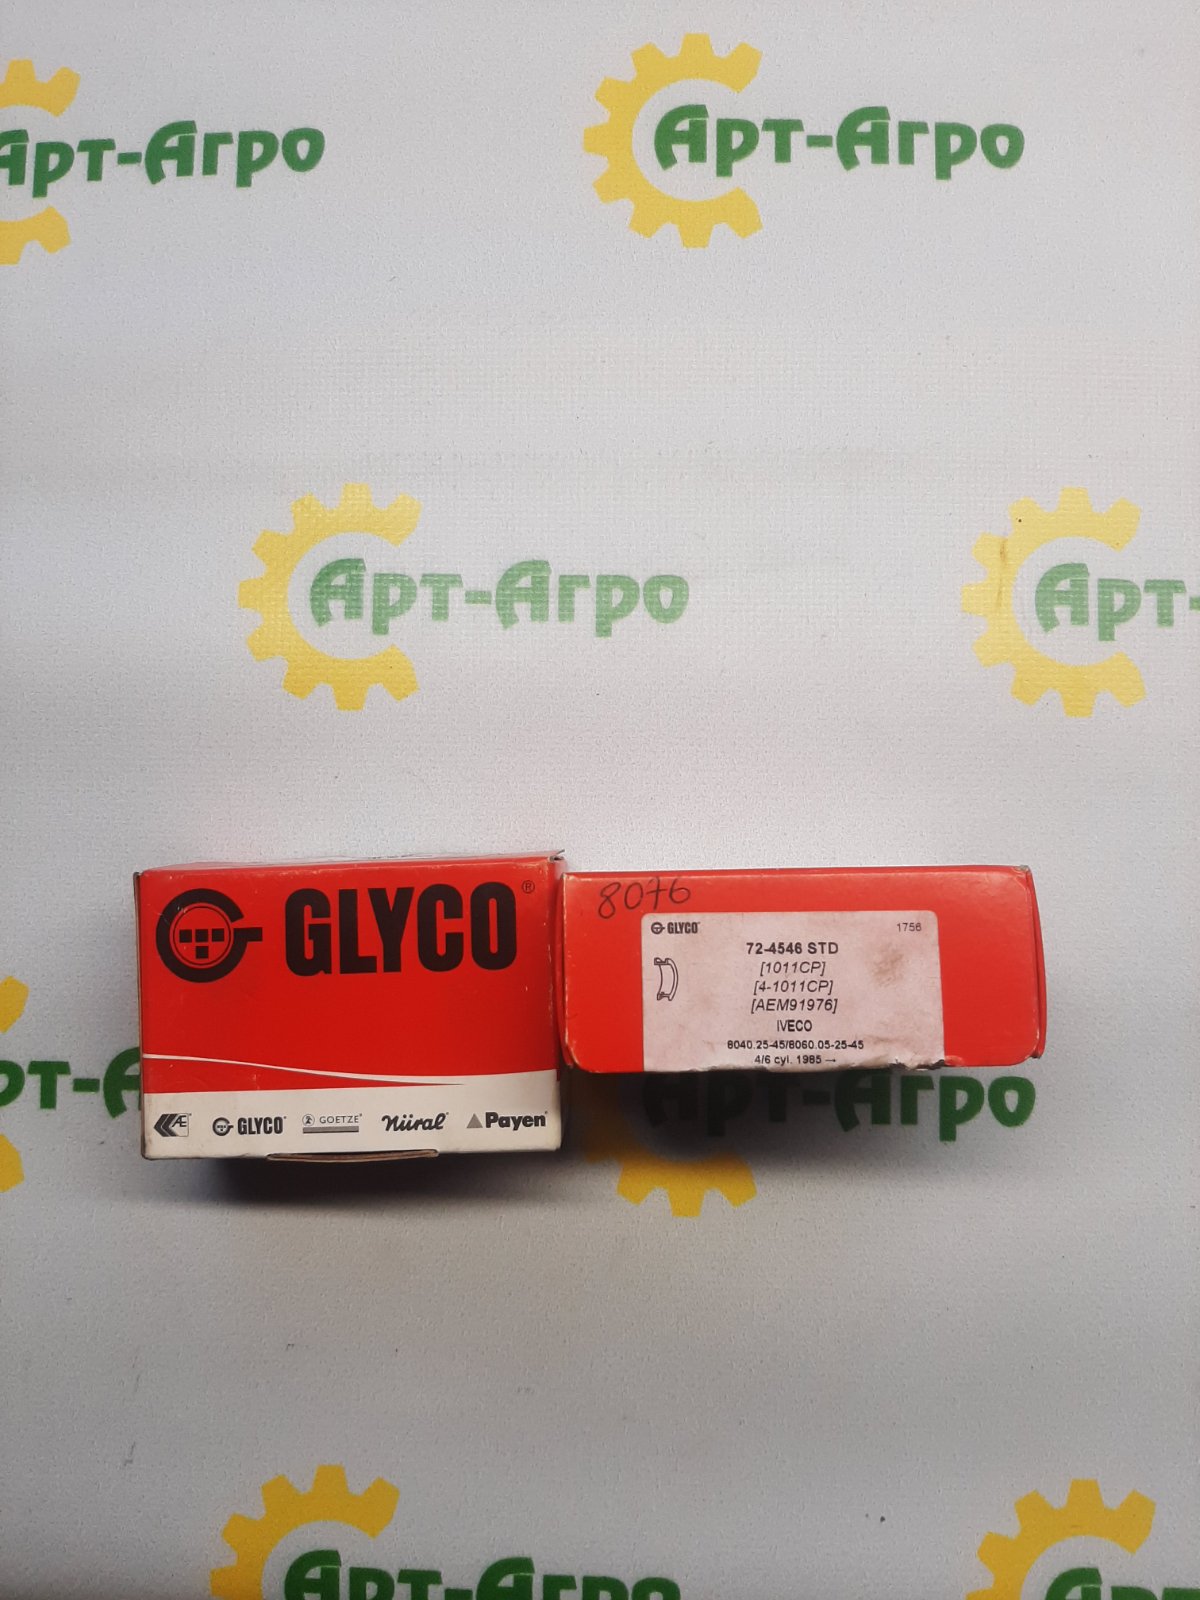 Арт-Агро
Арт-Агро
Арт-Агро
Арт-
GLYCO®
8076
GLYCO
1756
72-4546 STD
[1011CP]
[4-1011CP]
[AEM91976]
IVECO
8040.25-45/8060.05-25-45
4/6 cyl. 1985 →
Æ GLYCO® GOETZE® Nüral® Payen®
рт-А
Арт-Агро
Арт-Агро
Арт